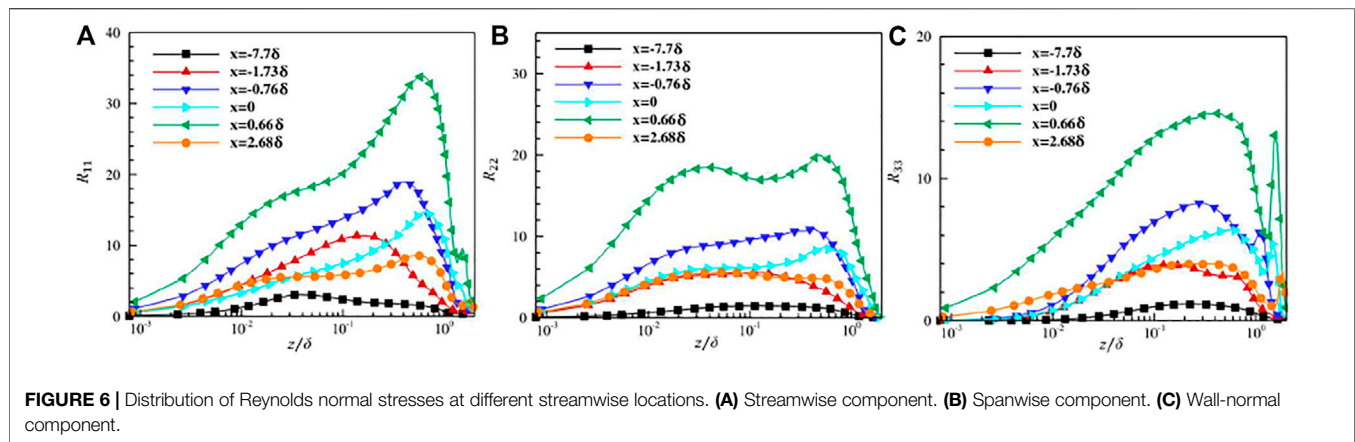 A
40
30
20
10
0
R₁₁
10⁻³
10⁻²
10⁻¹
10⁰
z/δ
x=-7.7δ
x=-1.73δ
x=-0.76δ
x=0
x=0.66δ
x=2.68δ
B
30
20
10
0
R₂₂
10⁻³
10⁻²
10⁻¹
10⁰
z/δ
x=-7.7δ
x=-1.73δ
x=-0.76δ
x=0
x=0.66δ
x=2.68δ
C
20
10
0
R₃₃
10⁻³
10⁻²
10⁻¹
10⁰
z/δ
x=-7.7δ
x=-1.73δ
x=-0.76δ
x=0
x=0.66δ
x=2.68δ
FIGURE 6 | Distribution of Reynolds normal stresses at different streamwise locations. (A) Streamwise component. (B) Spanwise component. (C) Wall-normal
component.